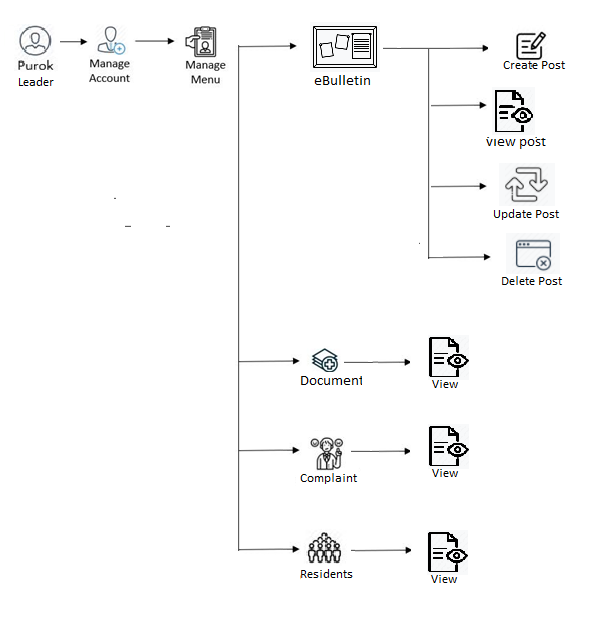 Purok
Leader
Manage
Account
Manage
Menu
eBulletin
Create Post
View post
Update Post
Delete Post
Document
View
Complaint
View
Residents
View